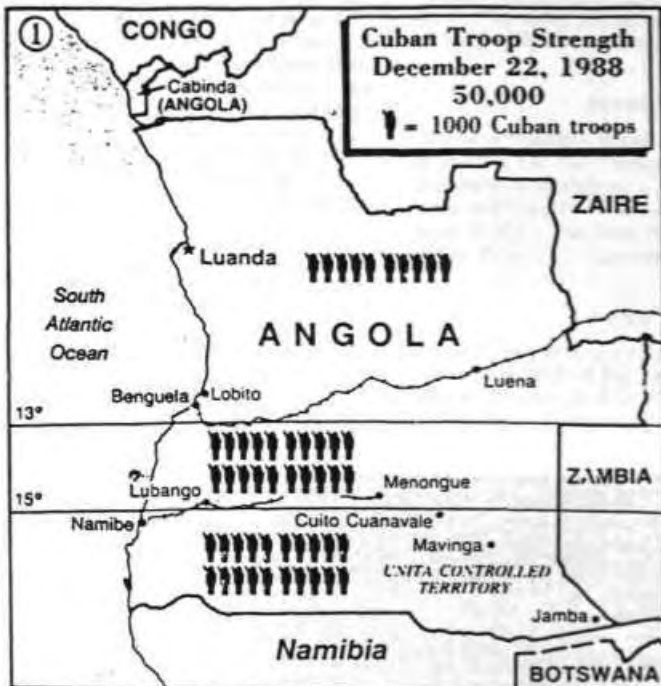 ①
CONGO
Cabinda
(ANGOLA)
Cuban Troop Strength
December 22, 1988
50,000
= 1000 Cuban troops
ZAIRE
Luanda
South
Atlantic
Ocean
ANGOLA
Luena
Benguela
Lobito
13°
ZAMBIA
Lubango
Menongue
15°
Namibe
Cuito Cuanavale
Mavinga
UNITA CONTROLLED
TERRITORY
Jamba
Namibia
BOTSWANA